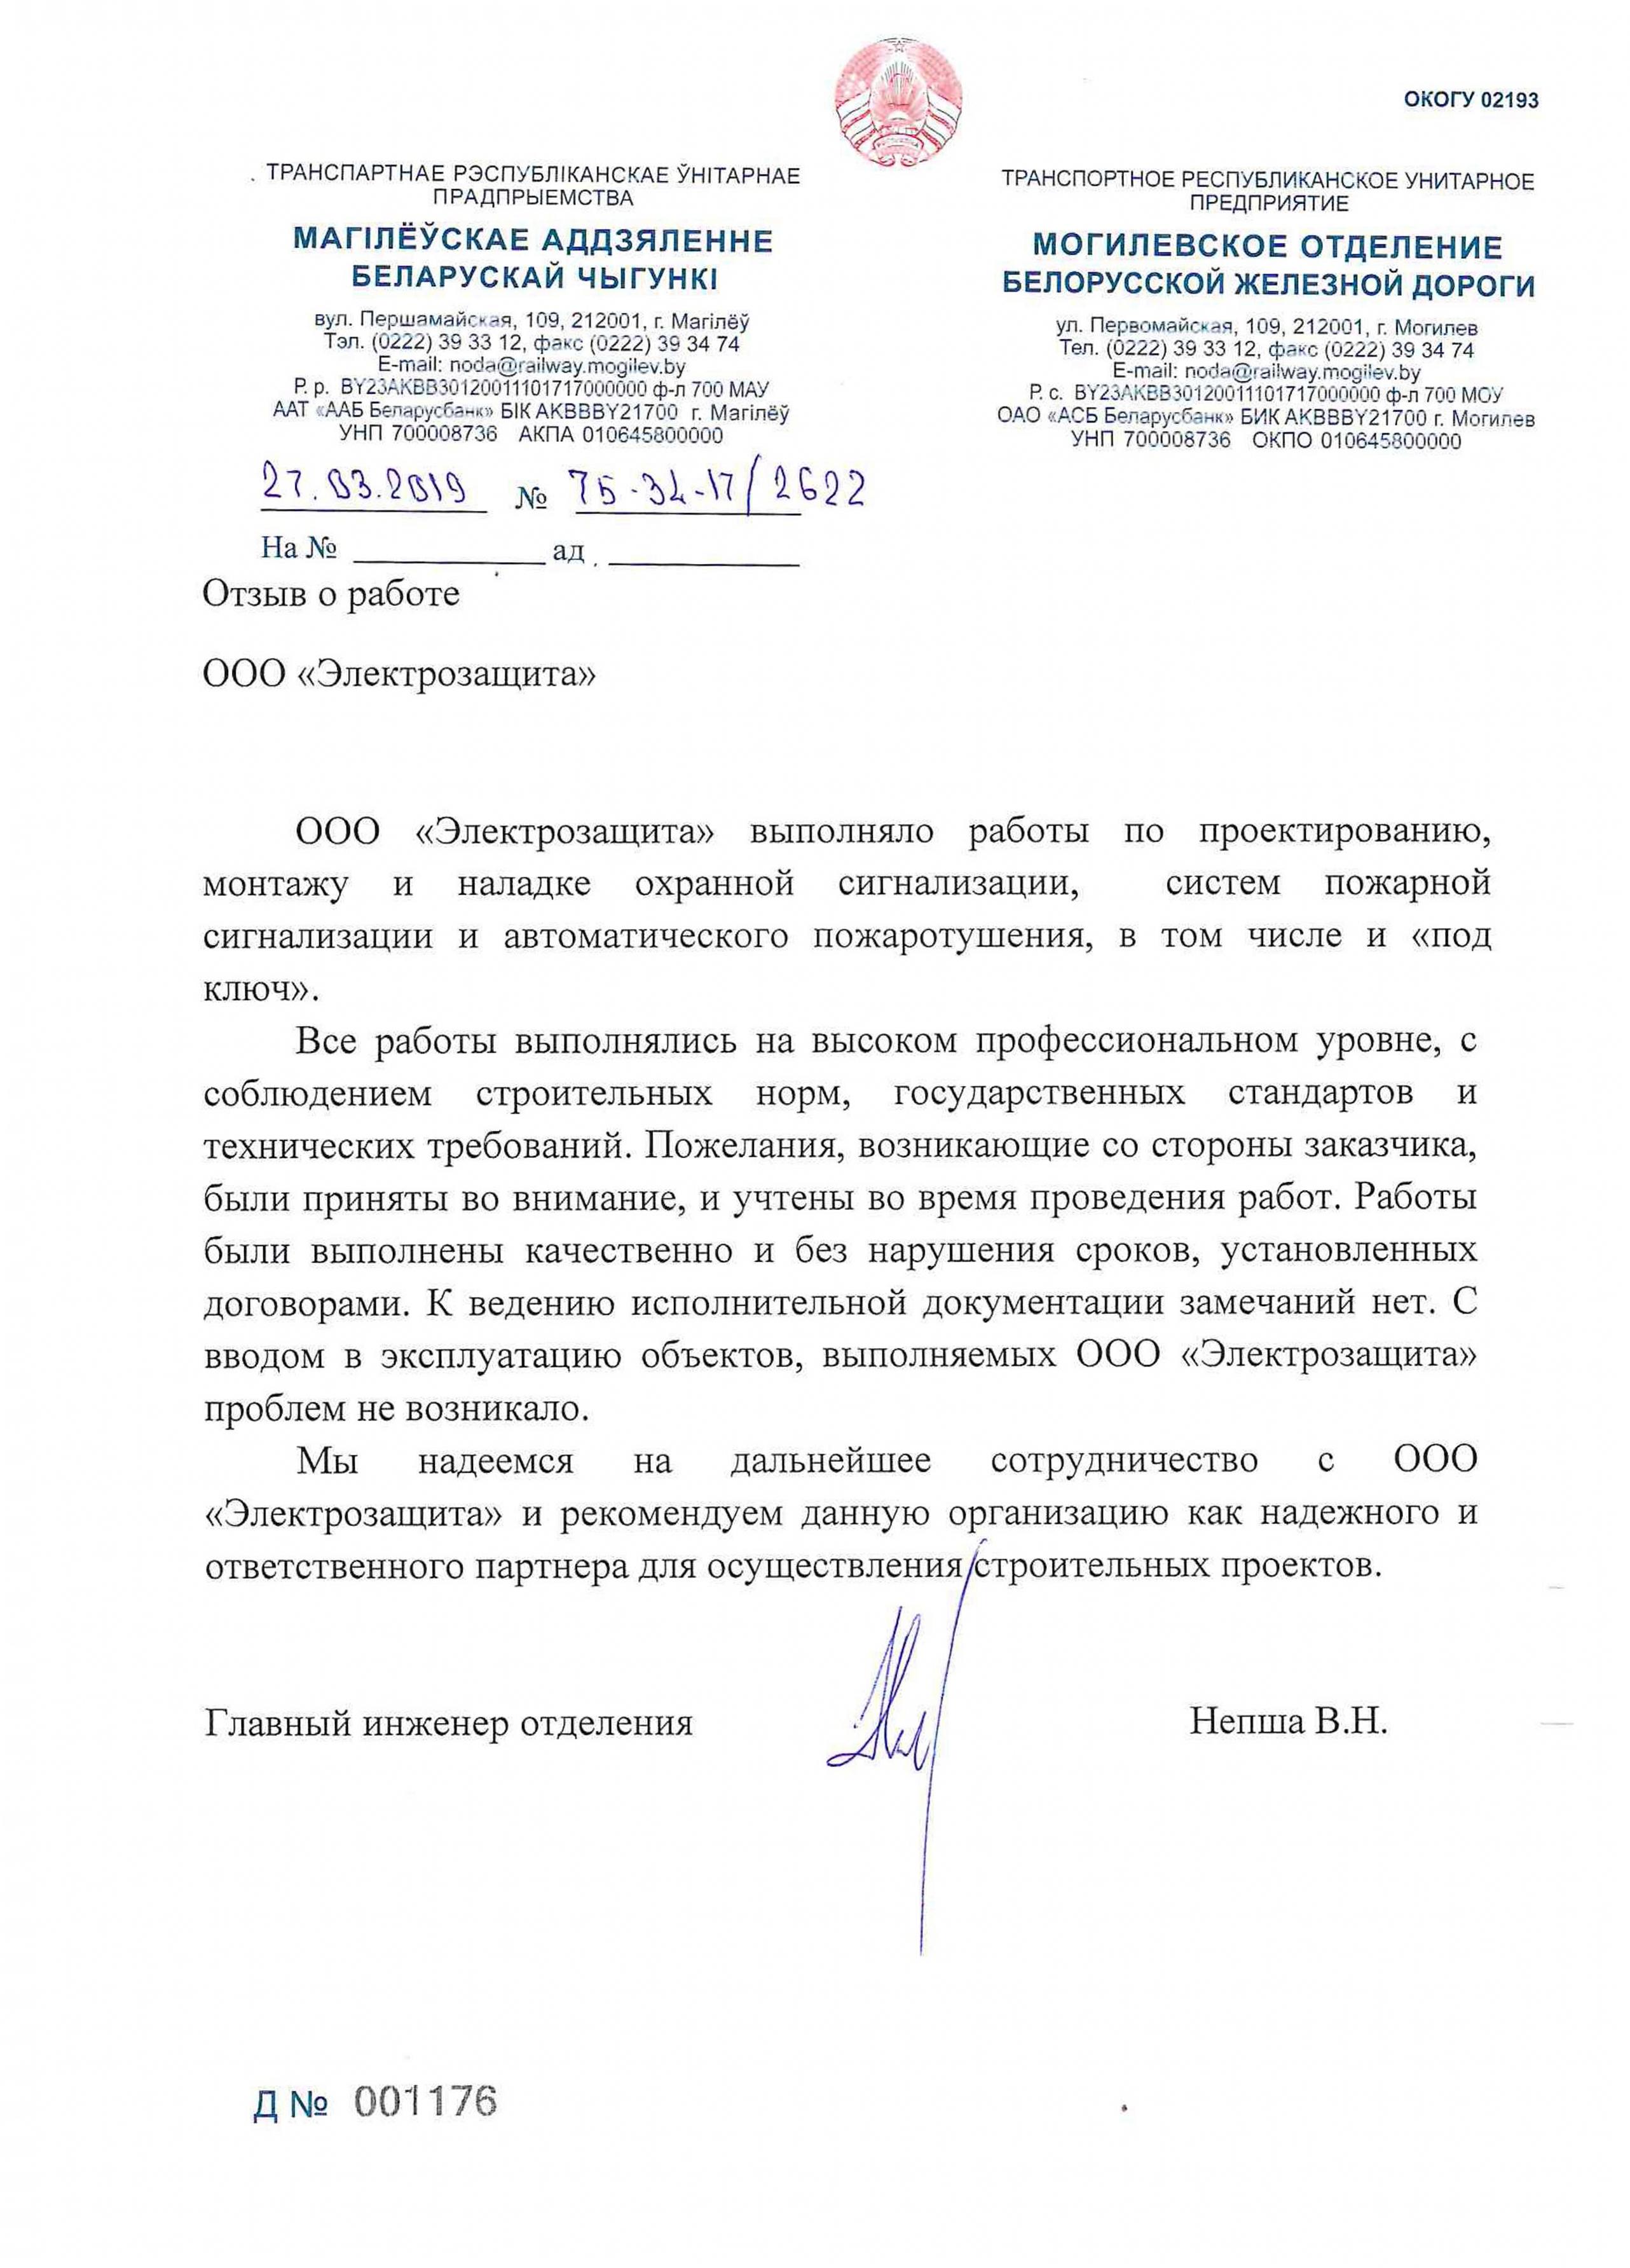 ОКОГУ 02193
ТРАНСПАРТНАЕ РЭСПУБЛІКАНСКАЕ ЎНІТАРНАЕ
ПРАДПРЫЕМСТВА
МАГІЛЁЎСКАЕ АДДЗЯЛЕННЕ
БЕЛАРУСКАЙ ЧЫГУНКІ
вул. Першамайская, 109, 212001, г. Магілёў
Тэл. (0222) 39 33 12, факс (0222) 39 34 74
E-mail: noda@railway.mogilev.by
Р. р. BY23AKBB30120011101717000000 ф-л 700 МАУ
ААТ «ААБ Беларусбанк» БІК AKBBBY21700 г. Магілёў
УНП 700008736 АКПА 010645800000
ТРАНСПОРТНОЕ РЕСПУБЛИКАНСКОЕ УНИТАРНОЕ
ПРЕДПРИЯТИЕ
МОГИЛЕВСКОЕ ОТДЕЛЕНИЕ
БЕЛОРУССКОЙ ЖЕЛЕЗНОЙ ДОРОГИ
ул. Первомайская, 109, 212001, г. Могилев
Тел. (0222) 39 33 12, факс (0222) 39 34 74
E-mail: noda@railway.mogilev.by
Р. с. BY23AKBB30120011101717000000 ф-л 700 МОУ
ОАО «АСБ Беларусбанк» БИК AKBBBY21700 г. Могилев
УНП 700008736 ОКПО 010645800000
27.03.2019 № 75-34-17/2622
На № ад
Отзыв о работе
ООО «Электрозащита»
ООО «Электрозащита» выполняло работы по проектированию,
монтажу и наладке охранной сигнализации, систем пожарной
сигнализации и автоматического пожаротушения, в том числе и «под
ключ».
Все работы выполнялись на высоком профессиональном уровне, с
соблюдением строительных норм, государственных стандартов и
технических требований. Пожелания, возникающие со стороны заказчика,
были приняты во внимание, и учтены во время проведения работ. Работы
были выполнены качественно и без нарушения сроков, установленных
договорами. К ведению исполнительной документации замечаний нет. С
вводом в эксплуатацию объектов, выполняемых ООО «Электрозащита»
проблем не возникало.
Мы надеемся на дальнейшее сотрудничество с ООО
«Электрозащита» и рекомендуем данную организацию как надежного и
ответственного партнера для осуществления строительных проектов.
Главный инженер отделения Непша В.Н.
Д № 001176